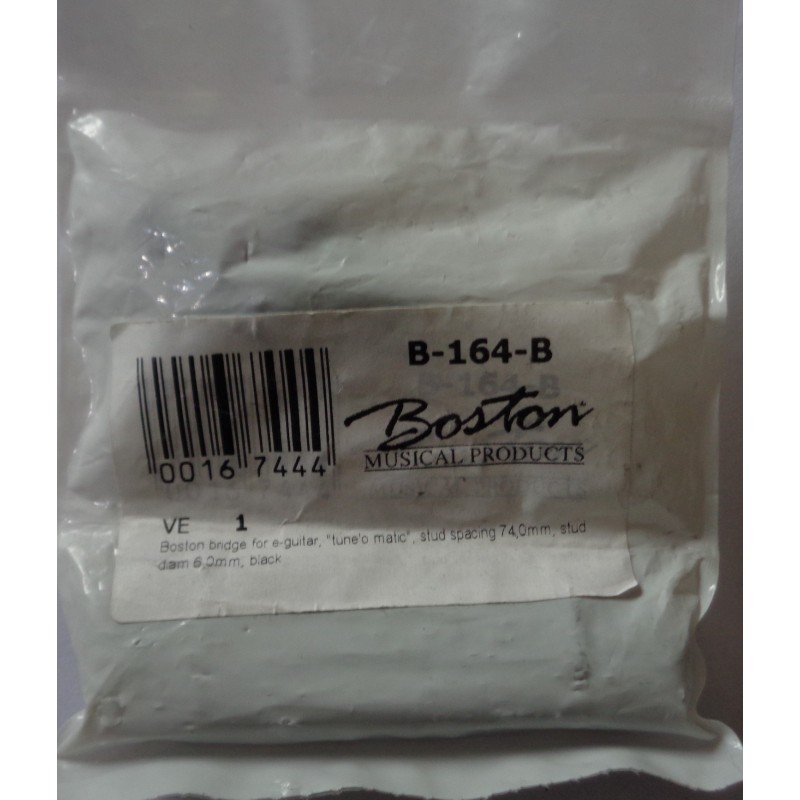 B-164-B
Boston
MUSICAL PRODUCTS
0016 7444
VE 1
Boston bridge for e-guitar, "tune'o matic", stud spacing 74,0mm, stud
diam 6,0mm, black